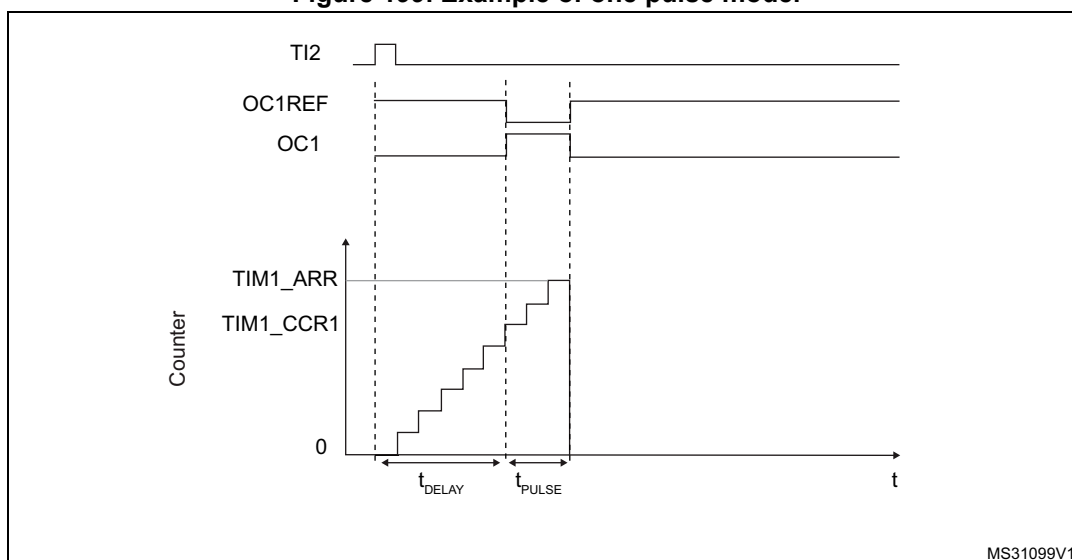 TI2
OC1REF
OC1
TIM1_ARR
TIM1_CCR1
Counter
0
tDELAY
tPULSE
t
MS31099V1